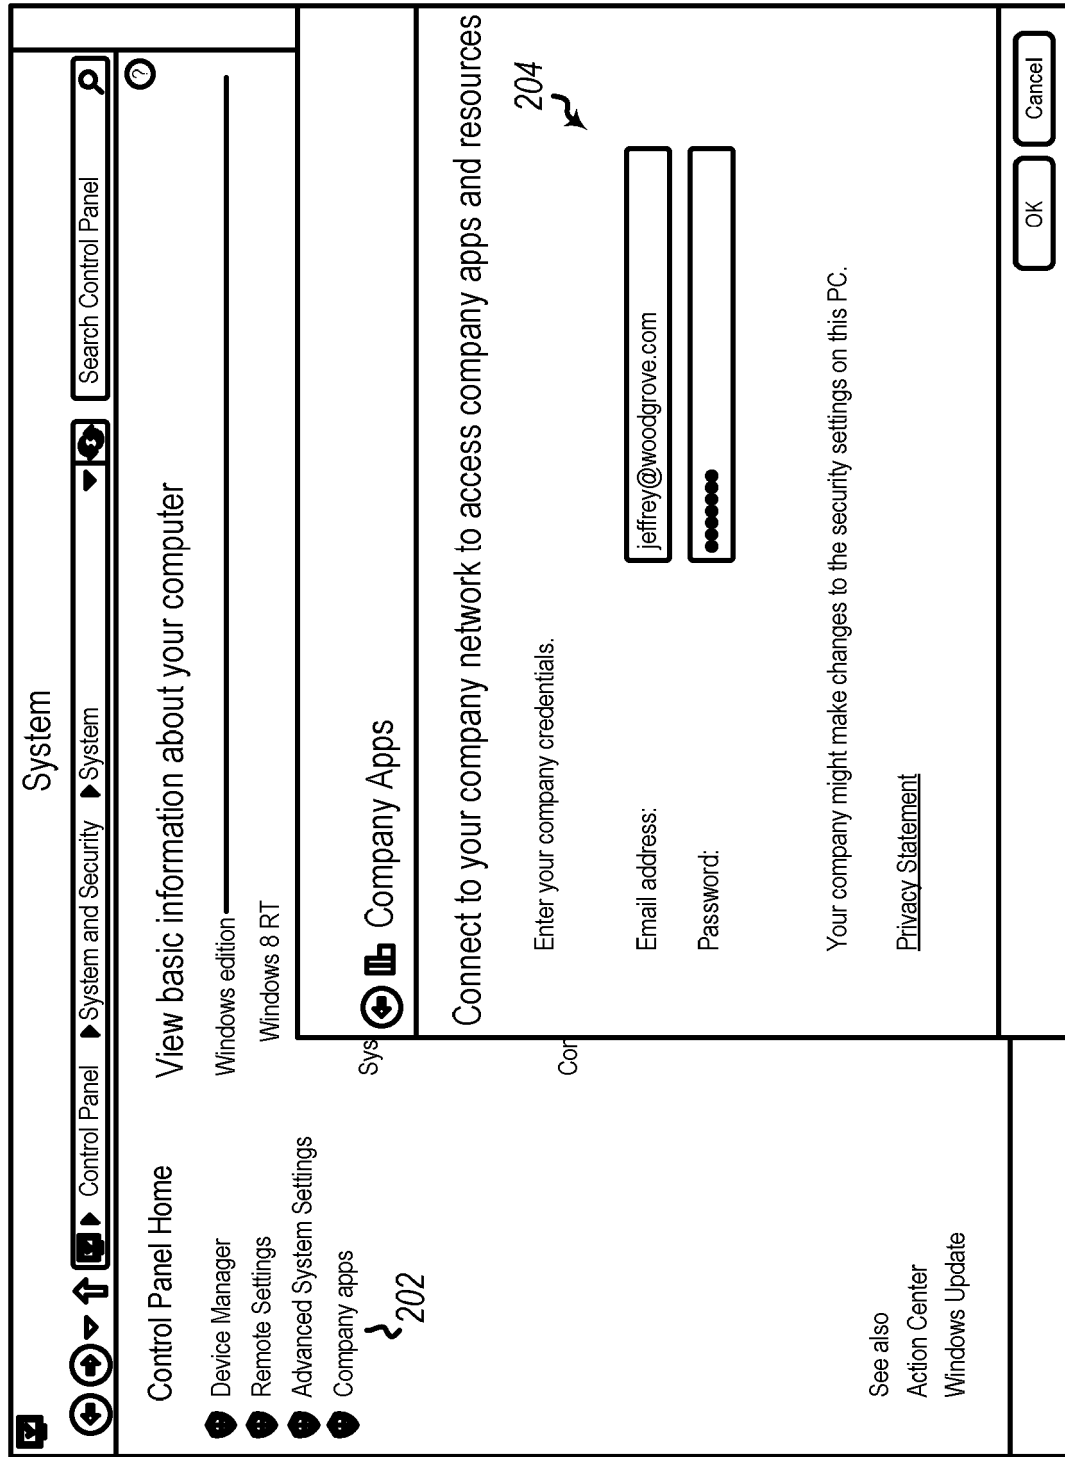 System
Control Panel System and Security System
Search Control Panel
?
Control Panel Home
Device Manager
Remote Settings
Advanced System Settings
Company apps
202
See also
Action Center
Windows Update
View basic information about your computer
Windows edition
Windows 8 RT
Sys
Cor
Company Apps
Connect to your company network to access company apps and resources
204
Enter your company credentials.
Email address: jeffrey@woodgrove.com
Password:
Your company might make changes to the security settings on this PC.
Privacy Statement
OK Cancel